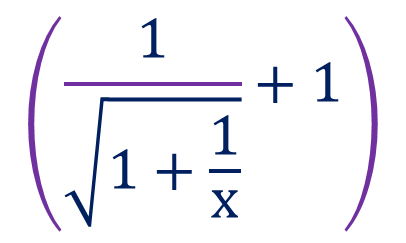 (1/√(1 + 1/x) + 1)